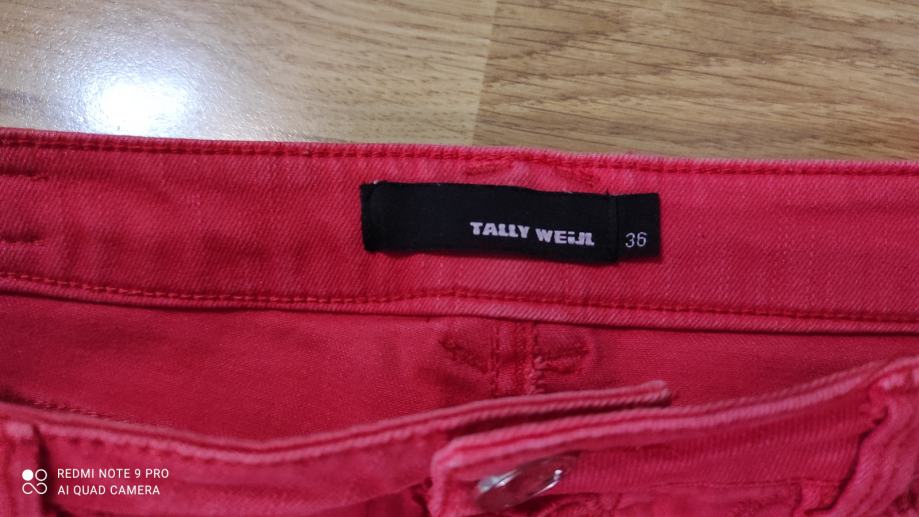 TALLY WEiJL
36
REDMI NOTE 9 PRO
AI QUAD CAMERA